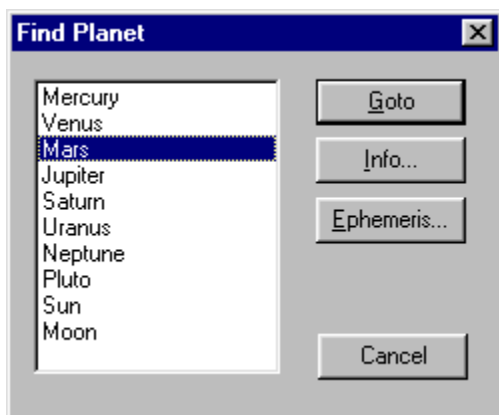 Find Planet
Mercury
Venus
Mars
Jupiter
Saturn
Uranus
Neptune
Pluto
Sun
Moon
Goto
Info...
Ephemeris...
Cancel